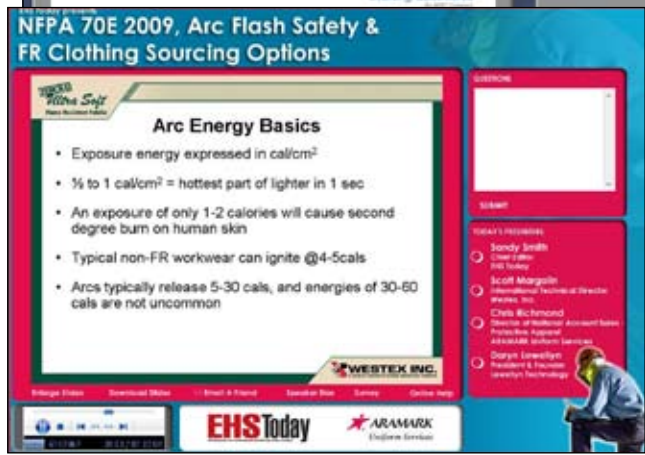 NFPA 70E 2009, Arc Flash Safety &
FR Clothing Sourcing Options
Ultra Soft
Arc Energy Basics
• Exposure energy expressed in cal/cm²
• ½ to 1 cal/cm² = hottest part of lighter in 1 sec
• An exposure of only 1-2 calories will cause second
degree burn on human skin
• Typical non-FR workwear can ignite @4-5cals
• Arcs typically release 5-30 cals, and energies of 30-60
cals are not uncommon
WESTEX INC.
QUESTIONS
SUBMIT
TODAY'S PRESENTERS
Sandy Smith
Chief Editor
EHS Today
Scott Margolin
International Technical Director
Westex, Inc.
Chris Richmond
Director of National Account Sales
Protective Apparel
ARAMARK Uniform Services
Daryn Lewellyn
President & Founder
Lewellyn Technology
Enlarge Slides
Download Slides
Email A Friend
Speaker Bios
Survey
Online Help
EHSToday
ARAMARK
Uniform Services